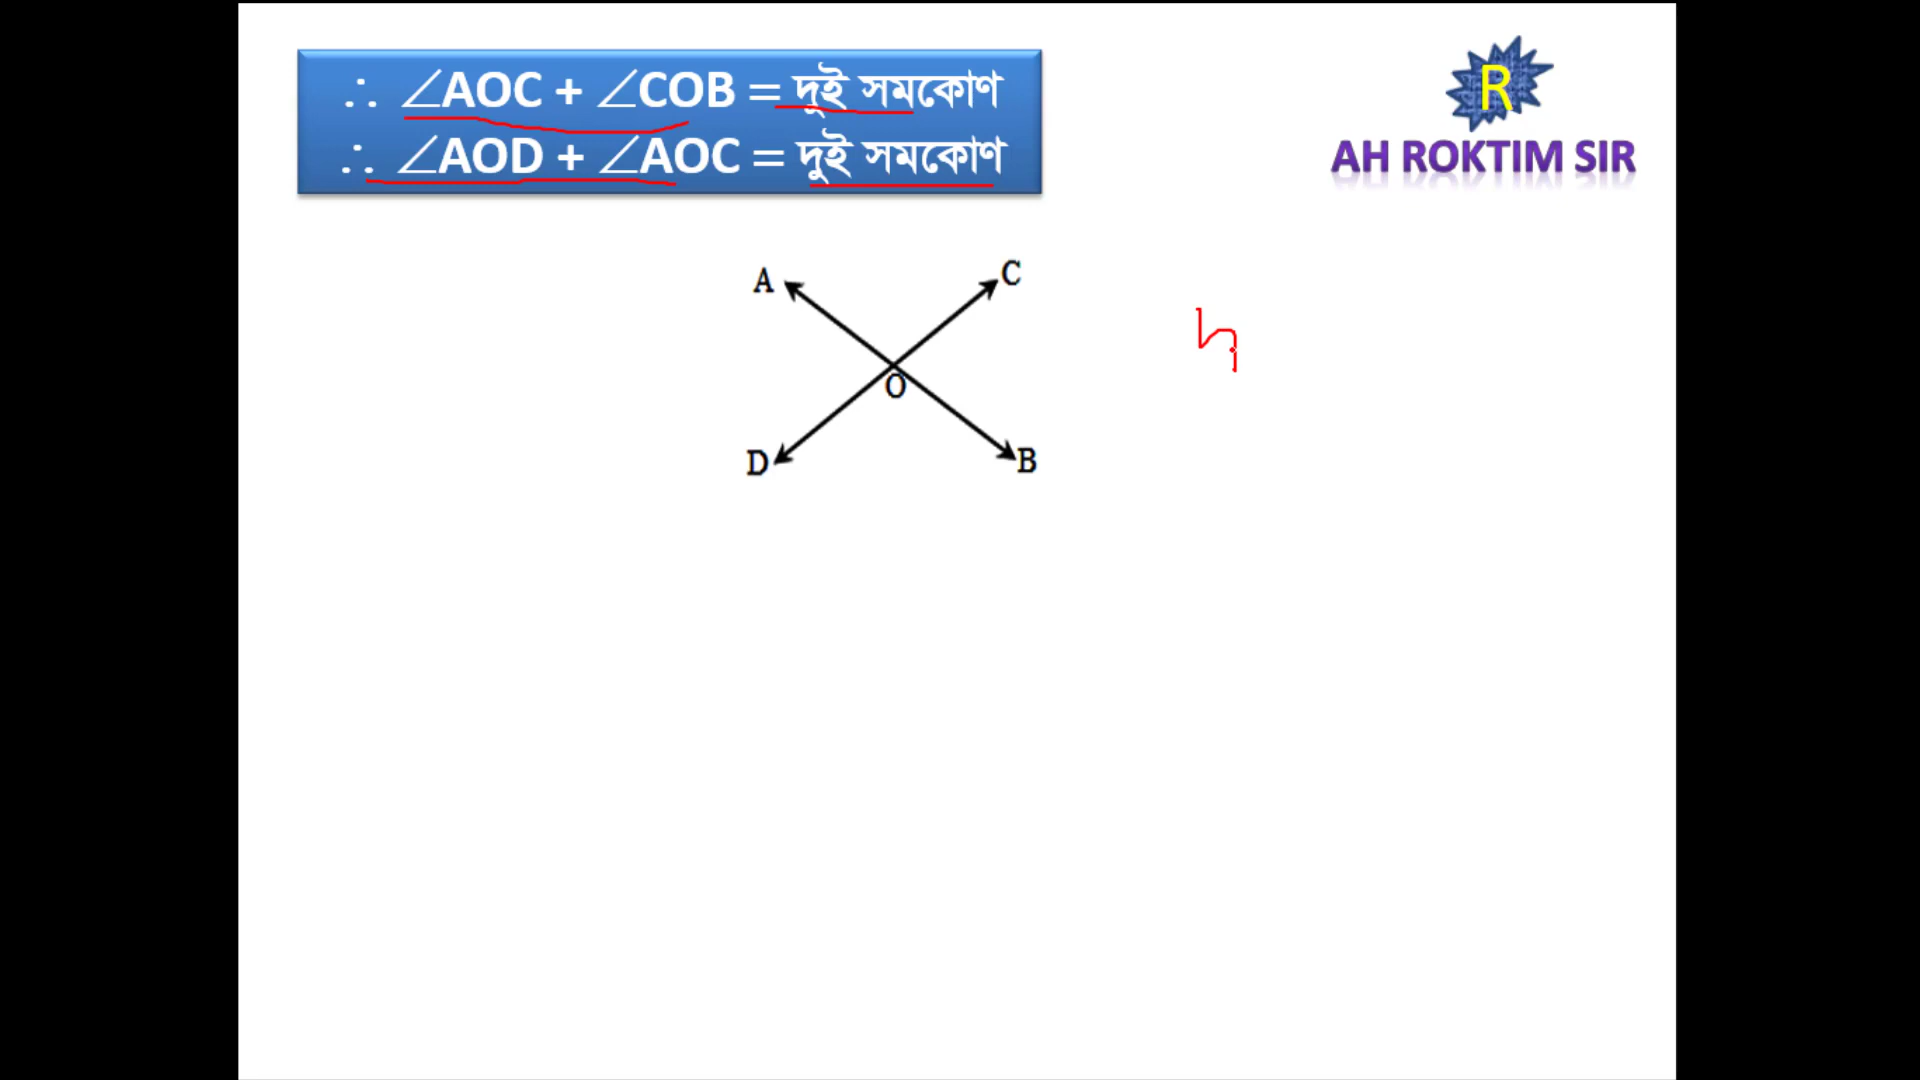 ∴ ∠AOC + ∠COB = দুই সমকোণ
∴ ∠AOD + ∠AOC = দুই সমকোণ
R
AH ROKTIM SIR
A
C
O
D
B